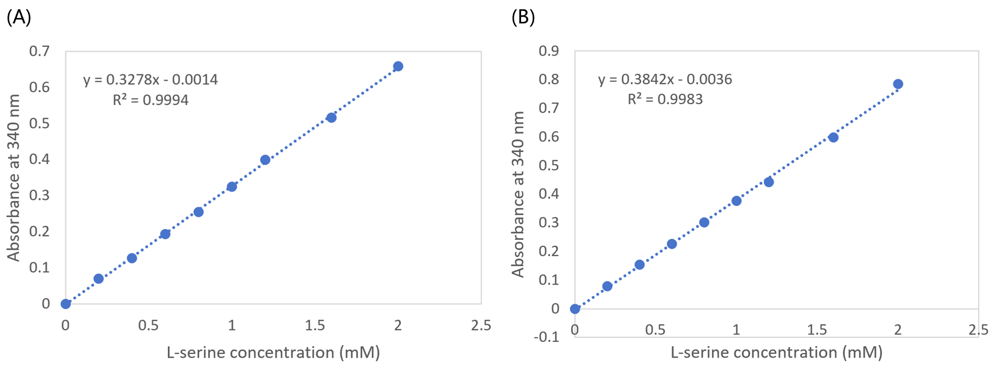 (A)
0.7
0.6
0.5
0.4
0.3
0.2
0.1
0
y = 0.3278x - 0.0014
R² = 0.9994
Absorbance at 340 nm
0 0.5 1 1.5 2 2.5
L-serine concentration (mM)
(B)
0.9
0.8
0.7
0.6
0.5
0.4
0.3
0.2
0.1
0
-0.1
y = 0.3842x - 0.0036
R² = 0.9983
Absorbance at 340 nm
0 0.5 1 1.5 2 2.5
L-serine concentration (mM)